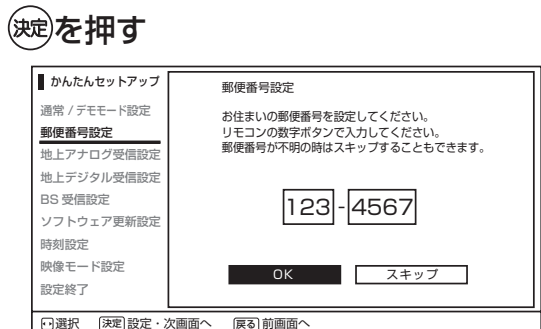 決定を押す
かんたんセットアップ
通常 / デモモード設定
郵便番号設定
地上アナログ受信設定
地上デジタル受信設定
BS 受信設定
ソフトウェア更新設定
時刻設定
映像モード設定
設定終了
郵便番号設定
お住まいの郵便番号を設定してください。
リモコンの数字ボタンで入力してください。
郵便番号が不明の時はスキップすることもできます。
123 - 4567
OK スキップ
選択 決定 設定・次画面へ 戻る 前画面へ